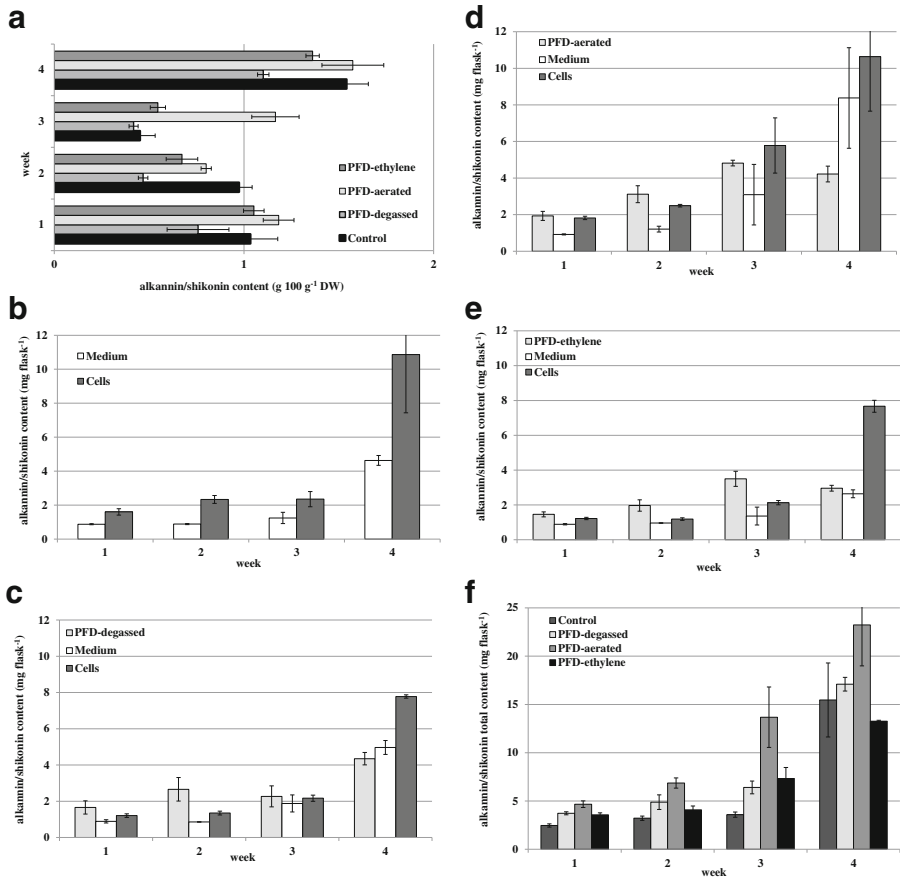 a
4
3
2
1
week
PFD-ethylene
PFD-aerated
PFD-degassed
Control
0 1 2
alkannin/shikonin content (g 100 g⁻¹ DW)
b
alkannin/shikonin content (mg flask⁻¹)
12
10
8
6
4
2
0
Medium
Cells
1 2 3 4
week
c
alkannin/shikonin content (mg flask⁻¹)
12
10
8
6
4
2
0
PFD-degassed
Medium
Cells
1 2 3 4
week
d
alkannin/shikonin content (mg flask⁻¹)
12
10
8
6
4
2
0
PFD-aerated
Medium
Cells
1 2 3 4
week
e
alkannin/shikonin content (mg flask⁻¹)
12
10
8
6
4
2
0
PFD-ethylene
Medium
Cells
1 2 3 4
week
f
alkannin/shikonin total content (mg flask⁻¹)
25
20
15
10
5
0
Control
PFD-degassed
PFD-aerated
PFD-ethylene
1 2 3 4
week